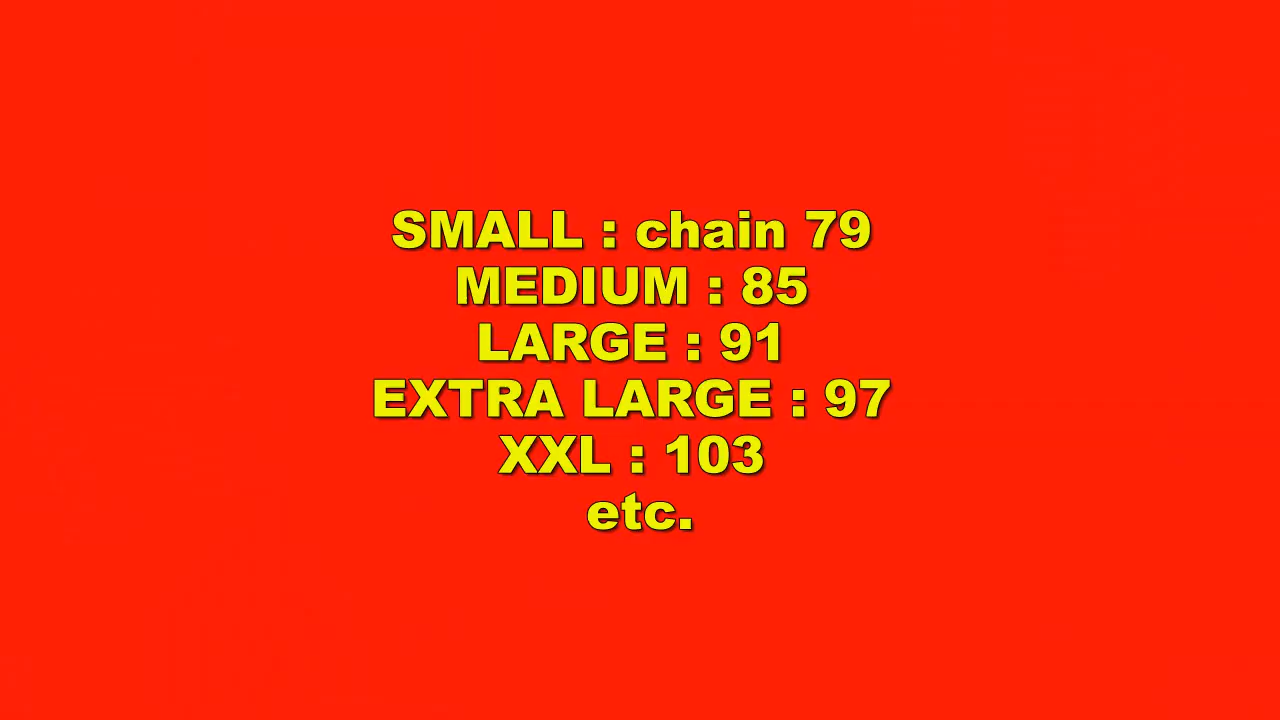 SMALL : chain 79
MEDIUM : 85
LARGE : 91
EXTRA LARGE : 97
XXL : 103
etc.